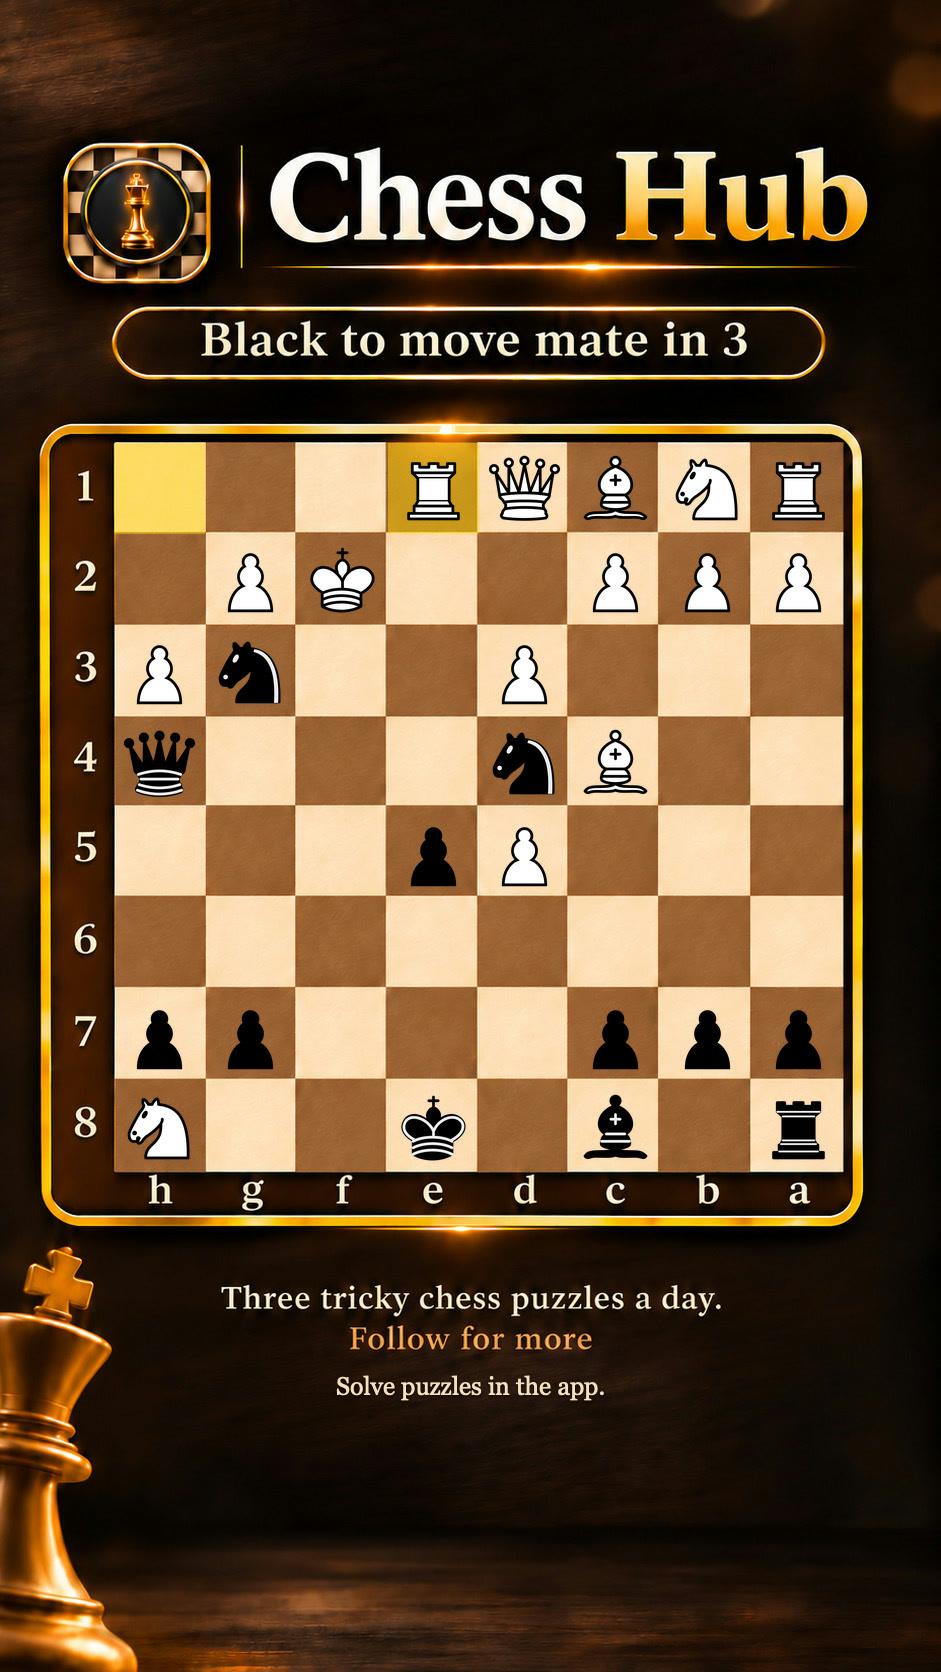 Chess Hub
Black to move mate in 3
1
2
3
4
5
6
7
8
h g f e d c b a
Three tricky chess puzzles a day.
Follow for more
Solve puzzles in the app.